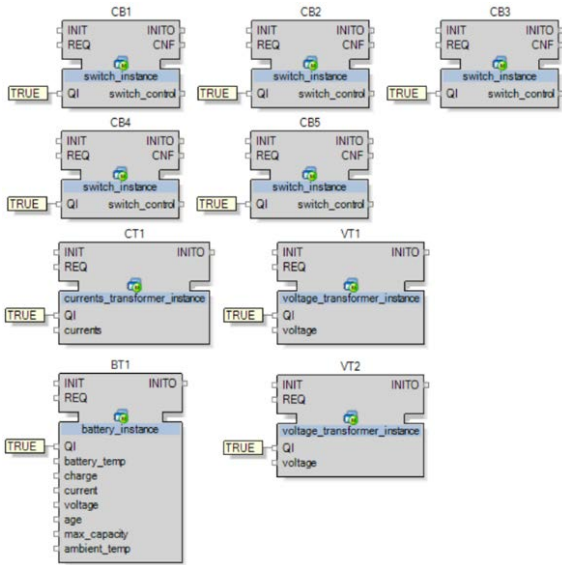 CB1 CB2 CB3
INIT INITO INIT INITO INIT INITO
REQ CNF REQ CNF REQ CNF
switch_instance switch_instance switch_instance
TRUE QI switch_control TRUE QI switch_control TRUE QI switch_control
CB4 CB5
INIT INITO INIT INITO
REQ CNF REQ CNF
switch_instance switch_instance
TRUE QI switch_control TRUE QI switch_control
CT1 VT1
INIT INITO INIT INITO
REQ REQ
currents_transformer_instance voltage_transformer_instance
TRUE QI TRUE QI
currents voltage
BT1 VT2
INIT INITO INIT INITO
REQ REQ
battery_instance voltage_transformer_instance
TRUE QI TRUE QI
battery_temp voltage
charge
current
voltage
age
max_capacity
ambient_temp